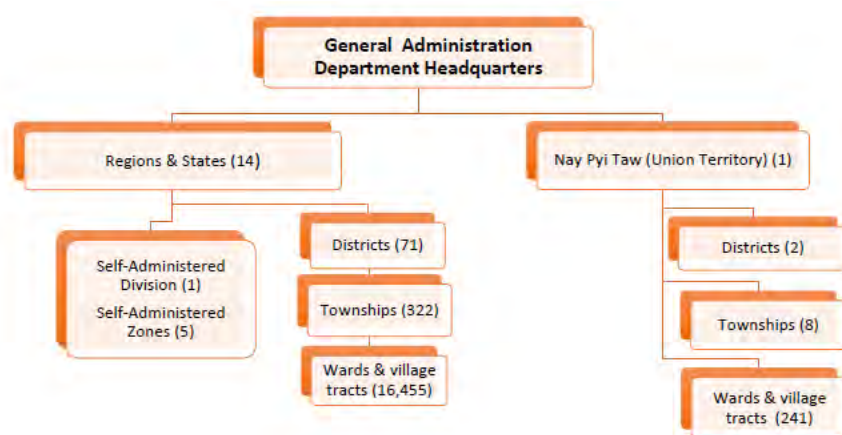 General Administration
Department Headquarters
Regions & States (14)
Nay Pyi Taw (Union Territory) (1)
Self-Administered
Division (1)
Self-Administered
Zones (5)
Districts (71)
Townships (322)
Wards & village
tracts (16,455)
Districts (2)
Townships (8)
Wards & village
tracts (241)